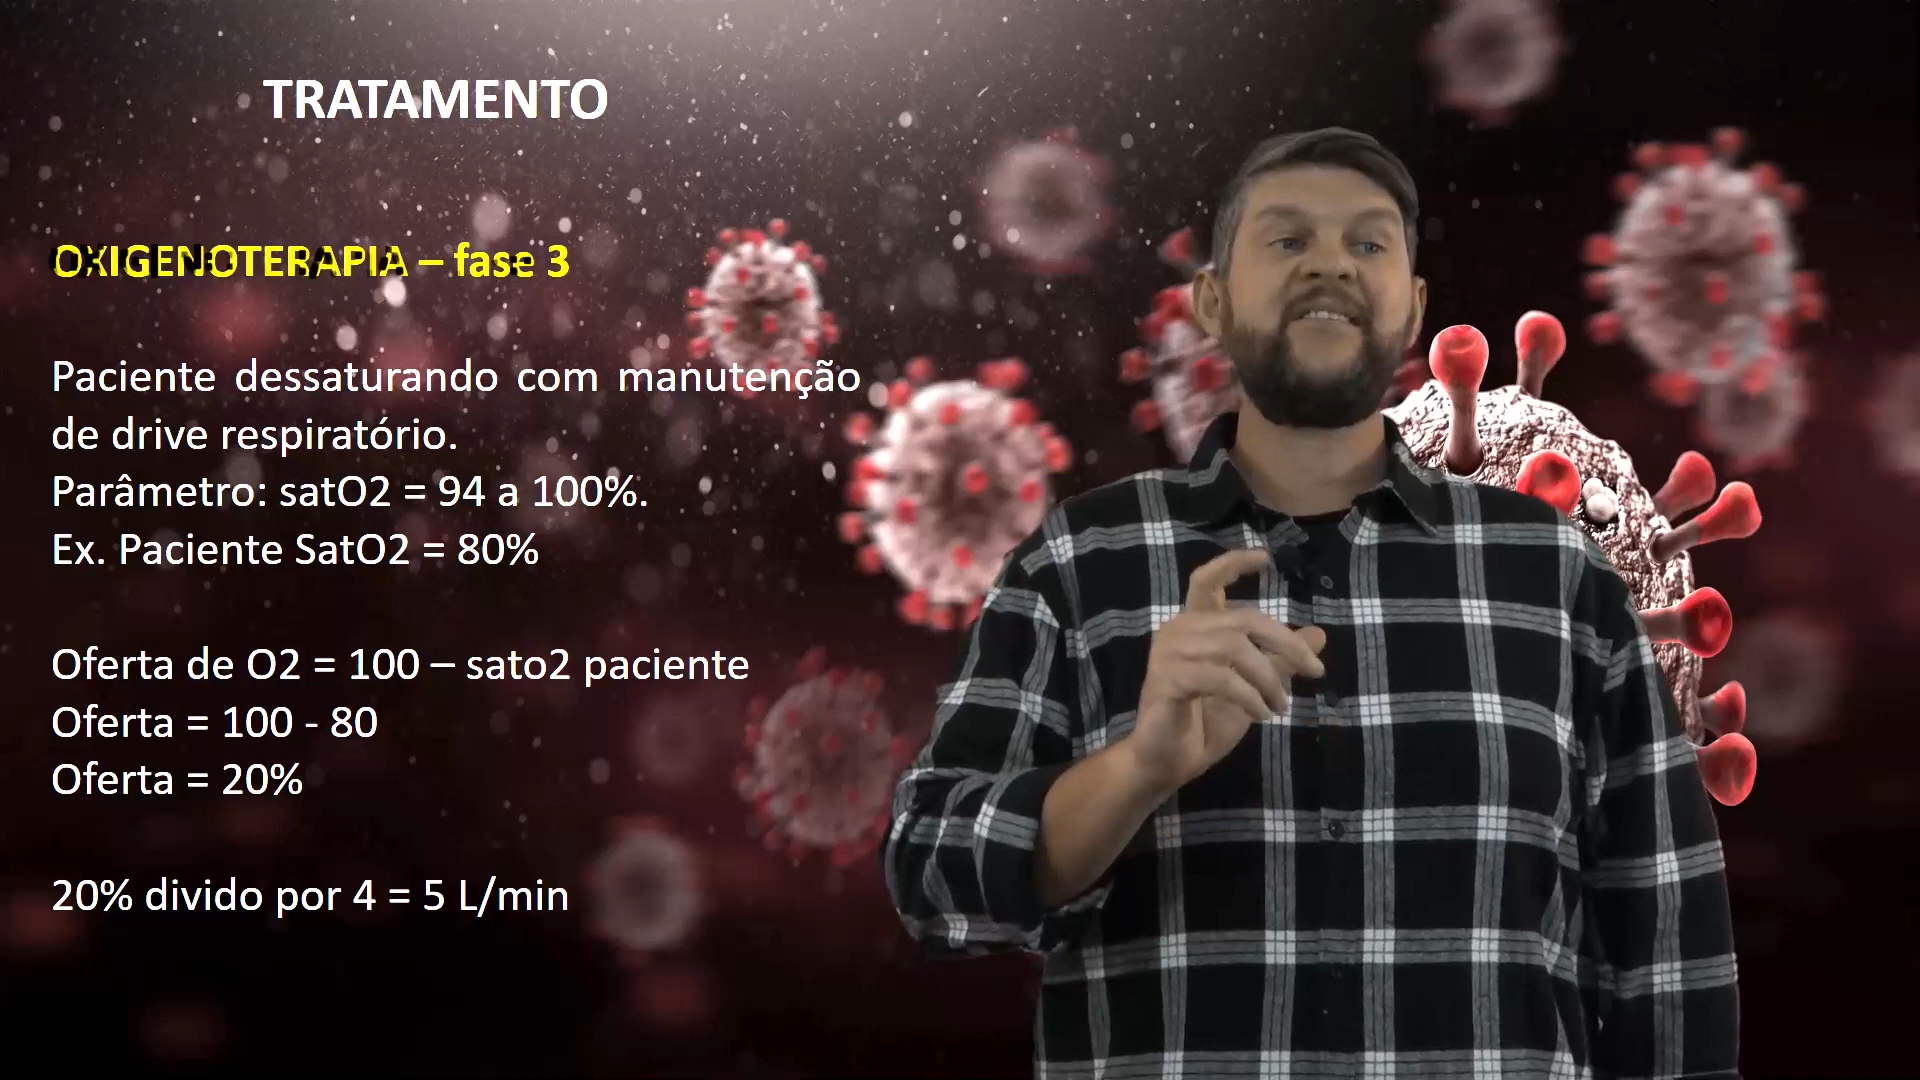 TRATAMENTO
OXIGENOTERAPIA – fase 3
Paciente dessaturando com manutenção
de drive respiratório.
Parâmetro: satO2 = 94 a 100%.
Ex. Paciente SatO2 = 80%
Oferta de O2 = 100 – sato2 paciente
Oferta = 100 - 80
Oferta = 20%
20% divido por 4 = 5 L/min